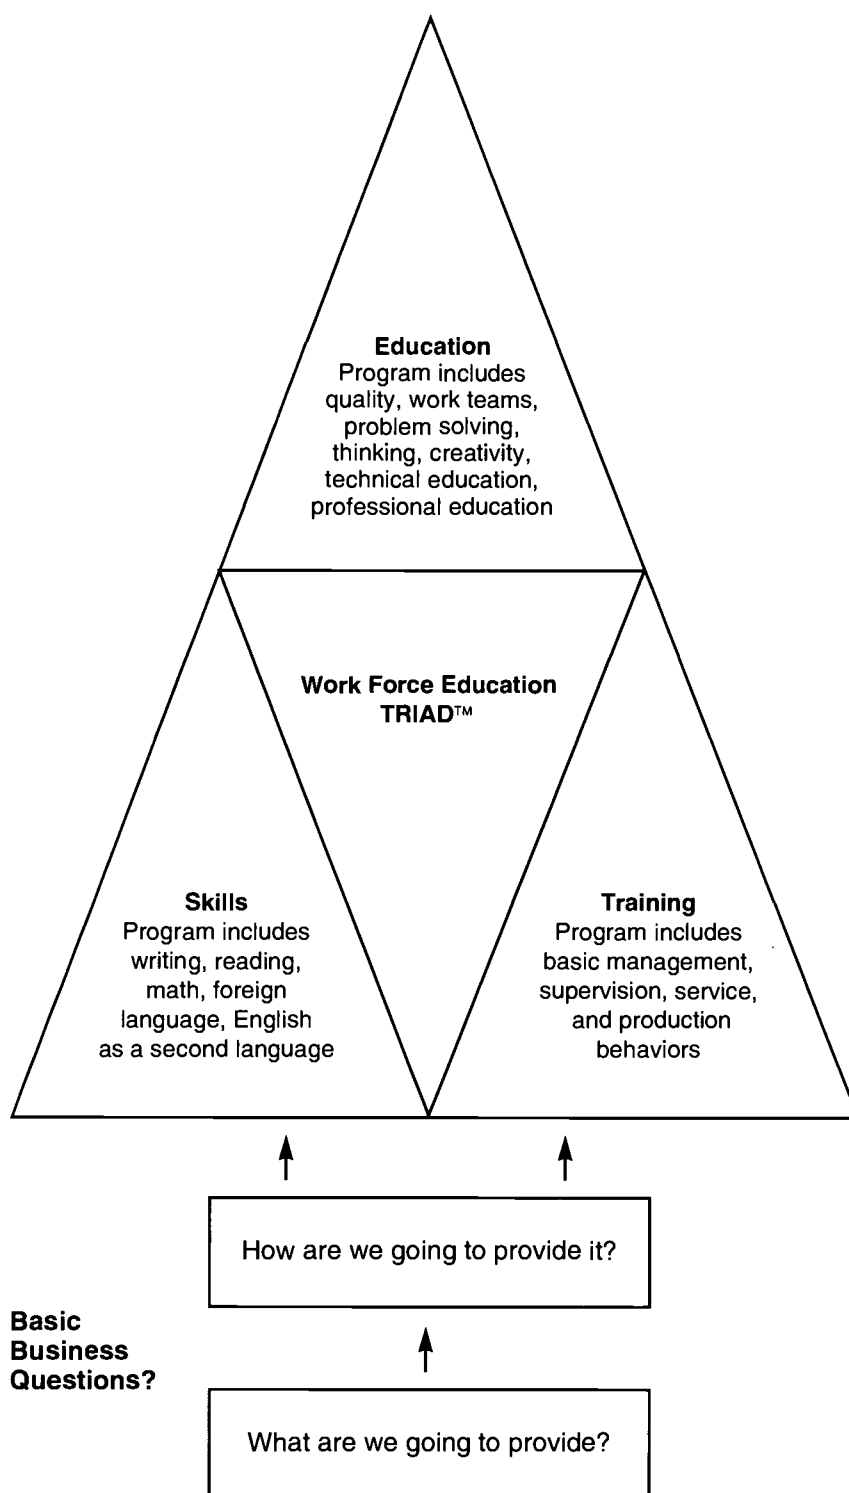 Education
Program includes
quality, work teams,
problem solving,
thinking, creativity,
technical education,
professional education
Work Force Education
TRIAD™
Skills
Program includes
writing, reading,
math, foreign
language, English
as a second language
Training
Program includes
basic management,
supervision, service,
and production
behaviors
How are we going to provide it?
Basic
Business
Questions?
What are we going to provide?